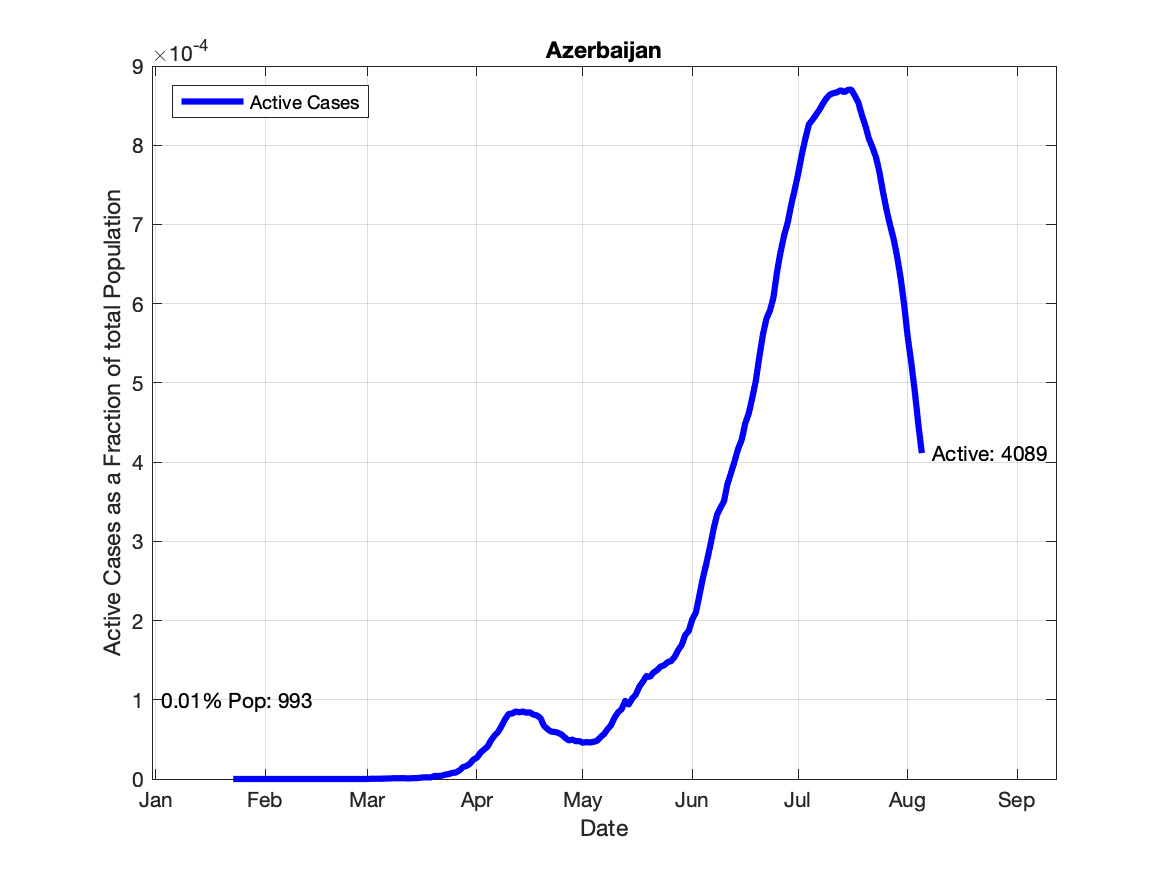 Azerbaijan
×10-4
Active Cases
9
8
7
6
5
4
3
2
1
0
Active Cases as a Fraction of total Population
Active: 4089
0.01% Pop: 993
Jan Feb Mar Apr May Jun Jul Aug Sep
Date